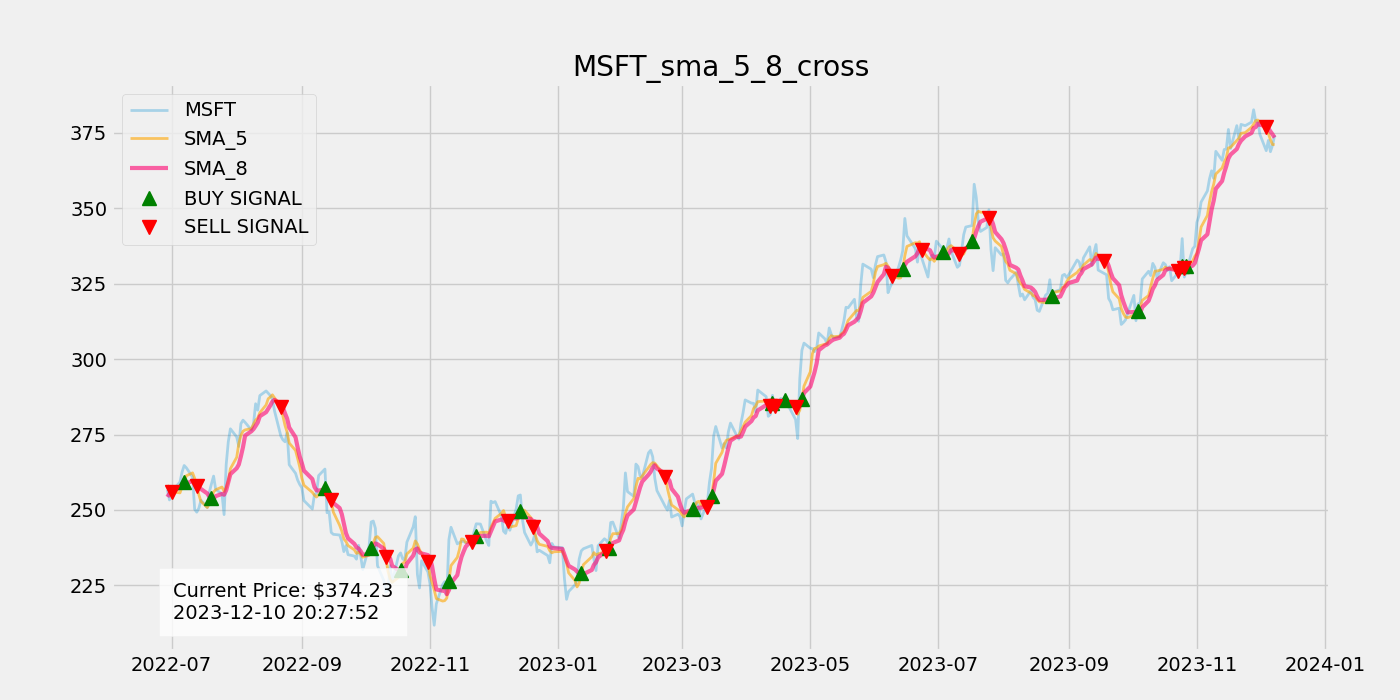 MSFT_sma_5_8_cross
MSFT
SMA_5
SMA_8
BUY SIGNAL
SELL SIGNAL
375
350
325
300
275
250
225
Current Price: $374.23
2023-12-10 20:27:52
2022-07
2022-09
2022-11
2023-01
2023-03
2023-05
2023-07
2023-09
2023-11
2024-01